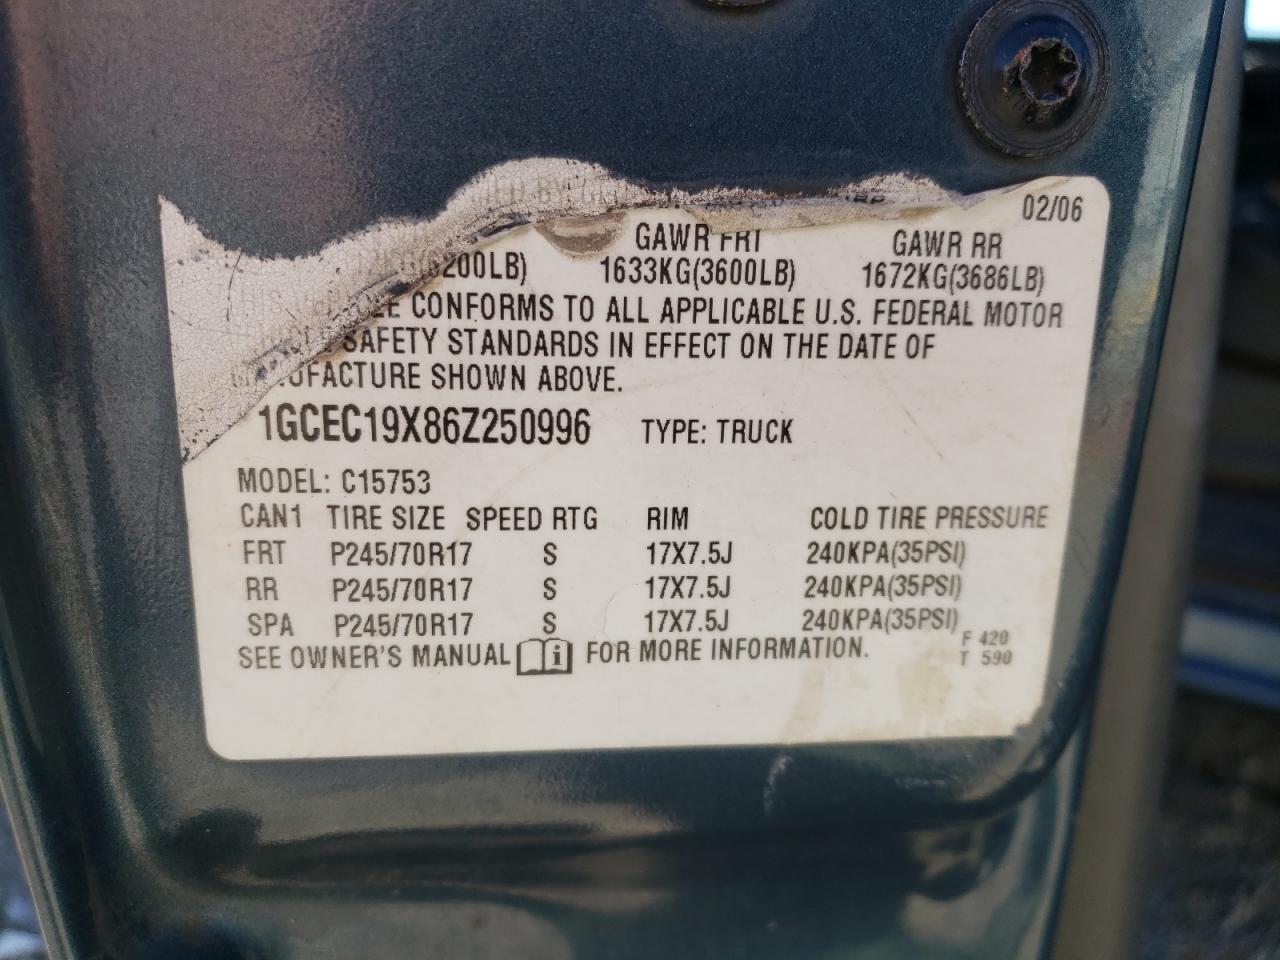 02/06
GAWR FRT GAWR RR
200LB) 1633KG(3600LB) 1672KG(3686LB)
CONFORMS TO ALL APPLICABLE U.S. FEDERAL MOTOR
SAFETY STANDARDS IN EFFECT ON THE DATE OF
MANUFACTURE SHOWN ABOVE.
1GCEC19X86Z250996 TYPE: TRUCK
MODEL: C15753
CAN1 TIRE SIZE SPEED RTG RIM COLD TIRE PRESSURE
FRT P245/70R17 S 17X7.5J 240KPA(35PSI)
RR P245/70R17 S 17X7.5J 240KPA(35PSI)
SPA P245/70R17 S 17X7.5J 240KPA(35PSI)
SEE OWNER'S MANUAL i FOR MORE INFORMATION.
F 420
T 590